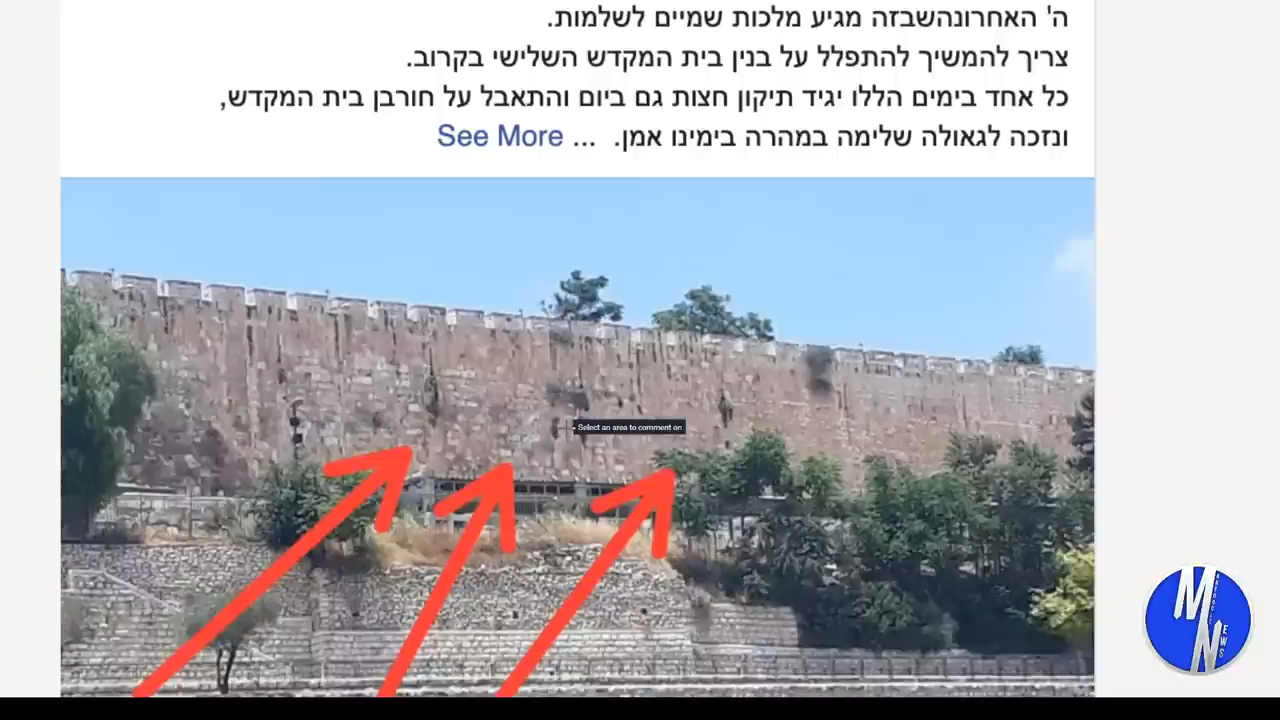 ה' האחרונהשבזה מגיע מלכות שמיים לשלמות.
צריך להמשיך להתפלל על בנין בית המקדש השלישי בקרוב.
כל אחד בימים הללו יגיד תיקון חצות גם ביום והתאבל על חורבן בית המקדש,
ונזכה לגאולה שלימה במהרה בימינו אמן. ... See More
Select an area to comment on
MN
EWS